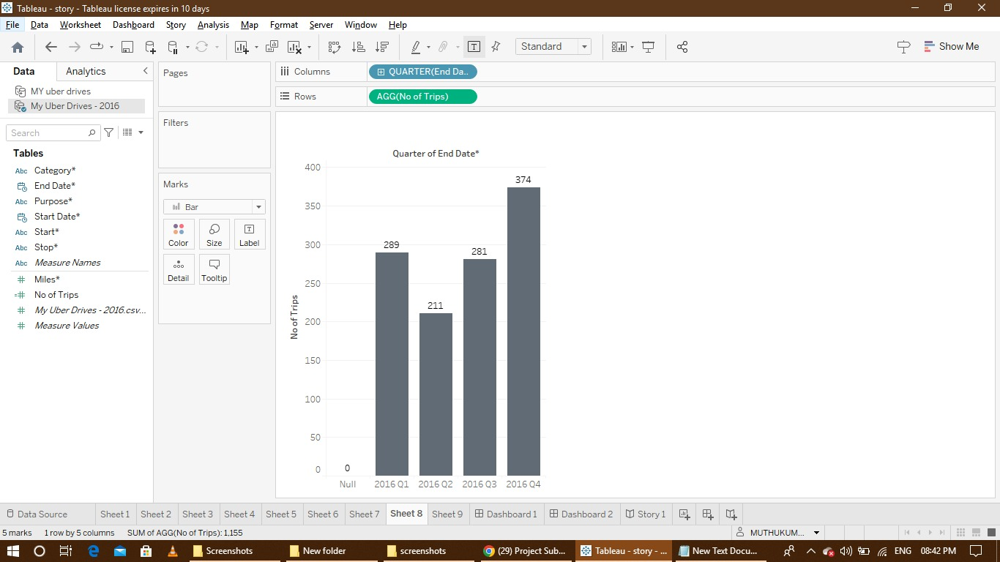 Tableau - story - Tableau license expires in 10 days
File Data Worksheet Dashboard Story Analysis Map Format Server Window Help
Standard
Show Me
Data Analytics
MY uber drives
My Uber Drives - 2016
Search
Tables
Abc Category*
End Date*
Abc Purpose*
Start Date*
Abc Start*
Abc Stop*
Abc Measure Names
Miles*
No of Trips
My Uber Drives - 2016.csv...
Measure Values
Pages
Filters
Marks
Bar
Color Size Label
Detail Tooltip
Columns QUARTER(End Da..
Rows AGG(No of Trips)
Quarter of End Date*
No of Trips
400
350
300
250
200
150
100
50
0
0 289 211 281 374
Null 2016 Q1 2016 Q2 2016 Q3 2016 Q4
Data Source Sheet 1 Sheet 2 Sheet 3 Sheet 4 Sheet 5 Sheet 6 Sheet 7 Sheet 8 Sheet 9 Dashboard 1 Dashboard 2 Story 1
5 marks 1 row by 5 columns SUM of AGG(No of Trips): 1,155 MUTHUKUM...
Screenshots New folder screenshots (29) Project Sub... Tableau - story - ... New Text Docu... ENG 08:42 PM